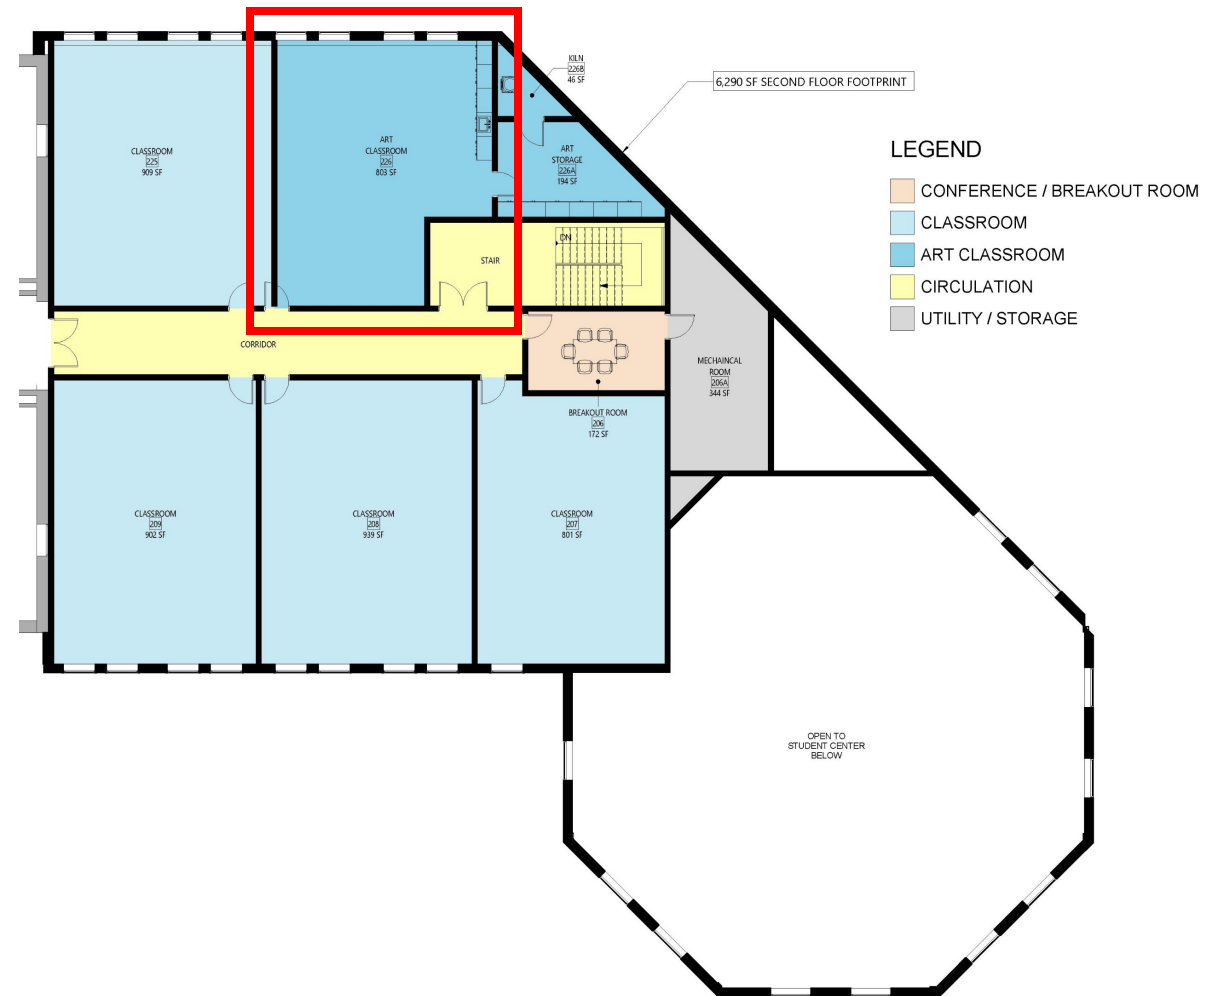 KILN
226B
46 SF
6,290 SF SECOND FLOOR FOOTPRINT
LEGEND
CONFERENCE / BREAKOUT ROOM
CLASSROOM
ART CLASSROOM
CIRCULATION
UTILITY / STORAGE
CLASSROOM
225
909 SF
ART
CLASSROOM
226
803 SF
ART
STORAGE
226A
194 SF
DN
STAIR
CORRIDOR
MECHAINCAL
ROOM
206A
344 SF
BREAKOUT ROOM
206
172 SF
CLASSROOM
209
902 SF
CLASSROOM
208
939 SF
CLASSROOM
207
801 SF
OPEN TO
STUDENT CENTER
BELOW